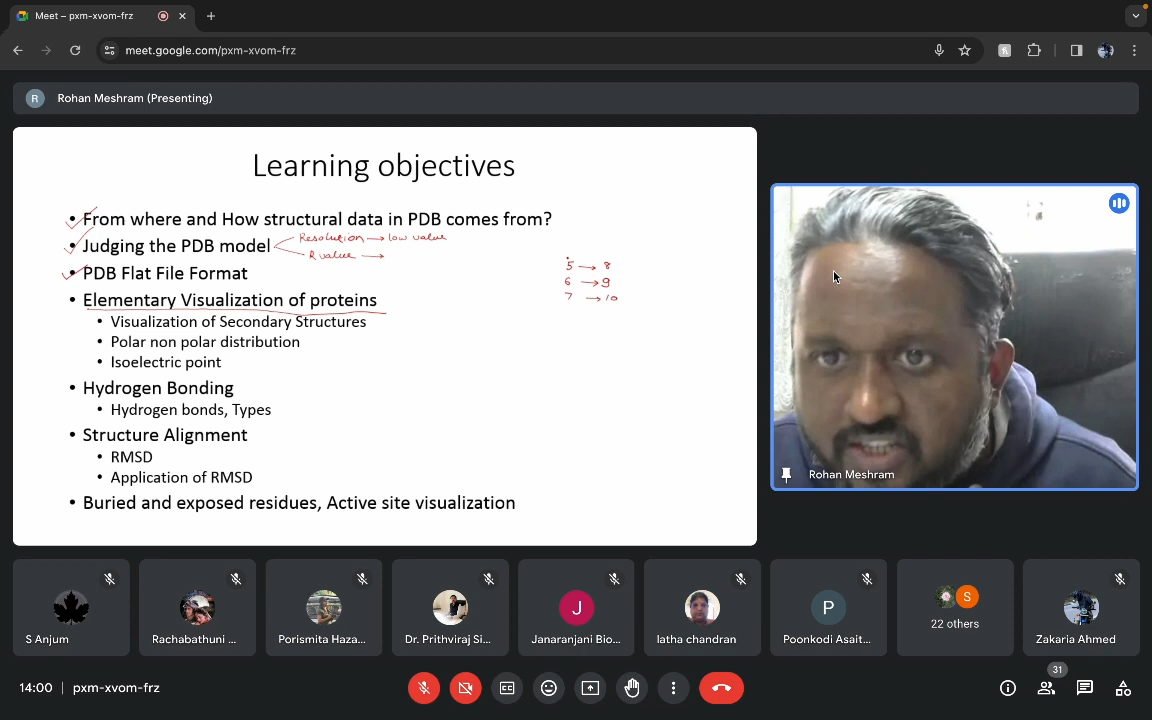 Meet – pxm-xvom-frz
meet.google.com/pxm-xvom-frz
R Rohan Meshram (Presenting)
Learning objectives
• From where and How structural data in PDB comes from?
• Judging the PDB model
Resolution → low value
R value →
5 → 8
6 → 9
7 → 10
• PDB Flat File Format
• Elementary Visualization of proteins
• Visualization of Secondary Structures
• Polar non polar distribution
• Isoelectric point
• Hydrogen Bonding
• Hydrogen bonds, Types
• Structure Alignment
• RMSD
• Application of RMSD
• Buried and exposed residues, Active site visualization
Rohan Meshram
J P S
S Anjum Rachabathuni ... Porismita Haza... Dr. Prithviraj Si... Janaranjani Bio... latha chandran Poonkodi Asait... 22 others Zakaria Ahmed
14:00 | pxm-xvom-frz 31